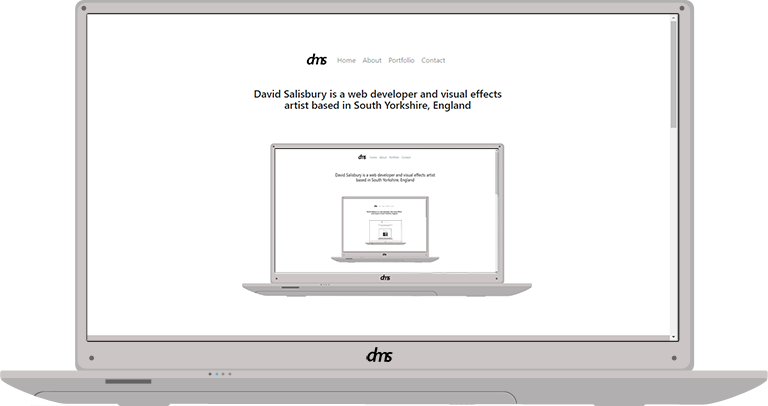 dms Home About Portfolio Contact
David Salisbury is a web developer and visual effects
artist based in South Yorkshire, England
dms Home About Portfolio Contact
David Salisbury is a web developer and visual effects artist
based in South Yorkshire, England
dms
dms